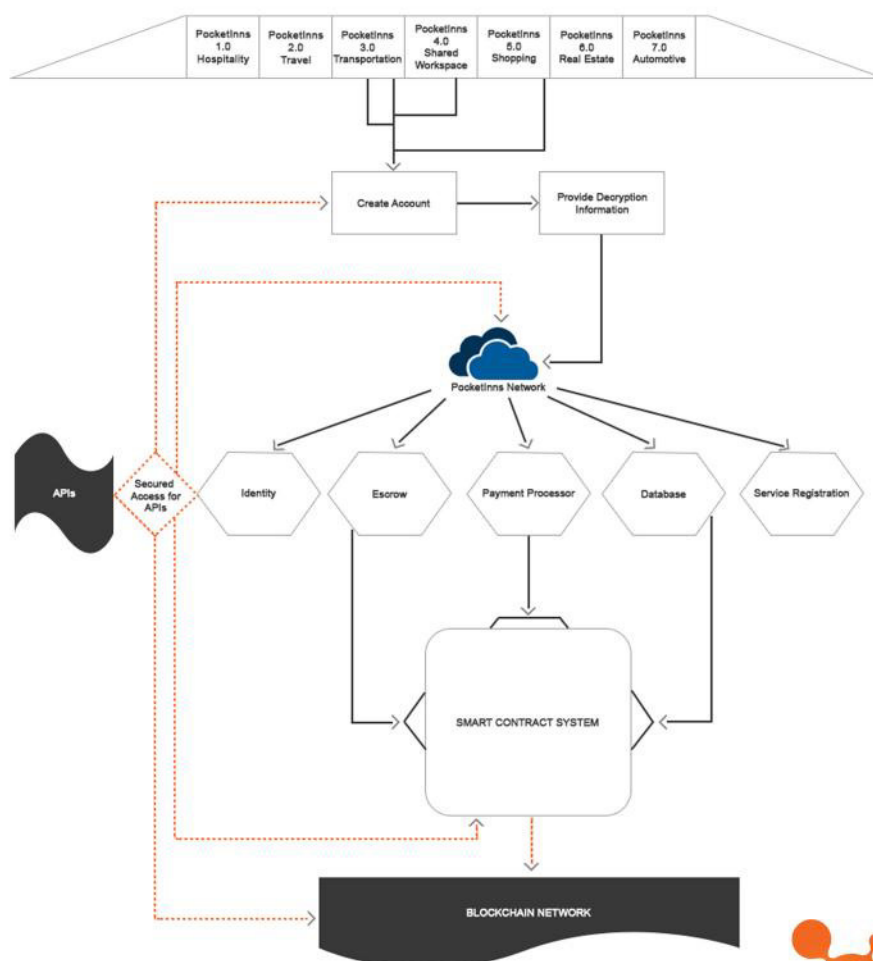 PocketInns
1.0
Hospitality
PocketInns
2.0
Travel
PocketInns
3.0
Transportation
PocketInns
4.0
Shared
Workspace
PocketInns
5.0
Shopping
PocketInns
6.0
Real Estate
PocketInns
7.0
Automotive
Create Account
Provide Decryption
Information
PocketInns Network
APIs
Secured
Access for
APIs
Identity
Escrow
Payment Processor
Database
Service Registration
SMART CONTRACT SYSTEM
BLOCKCHAIN NETWORK